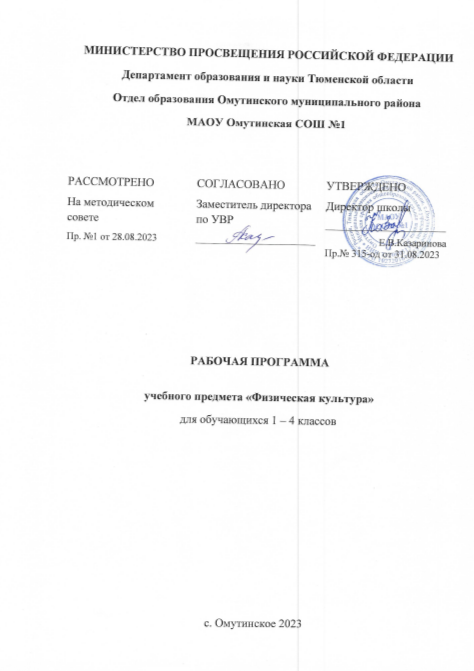 МИНИСТЕРСТВО ПРОСВЕЩЕНИЯ РОССИЙСКОЙ ФЕДЕРАЦИИ
Департамент образования и науки Тюменской области
Отдел образования Омутинского муниципального района
МАОУ Омутинская СОШ №1
РАССМОТРЕНО
На методическом
совете
Пр. №1 от 28.08.2023
СОГЛАСОВАНО
Заместитель директора
по УВР
УТВЕРЖДЕНО
Директор школы
Е.В.Казаринова
Пр.№ 315-од от 31.08.2023
РАБОЧАЯ ПРОГРАММА
учебного предмета «Физическая культура»
для обучающихся 1 – 4 классов
с. Омутинское 2023